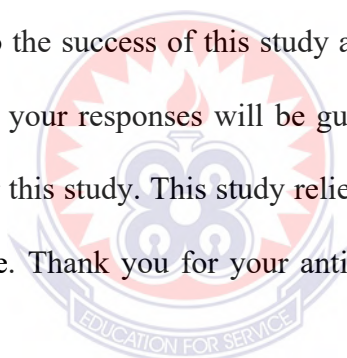 the success of this study a
your responses will be gu
this study. This study relie
e. Thank you for your anti
EDUCATION FOR SERVICE